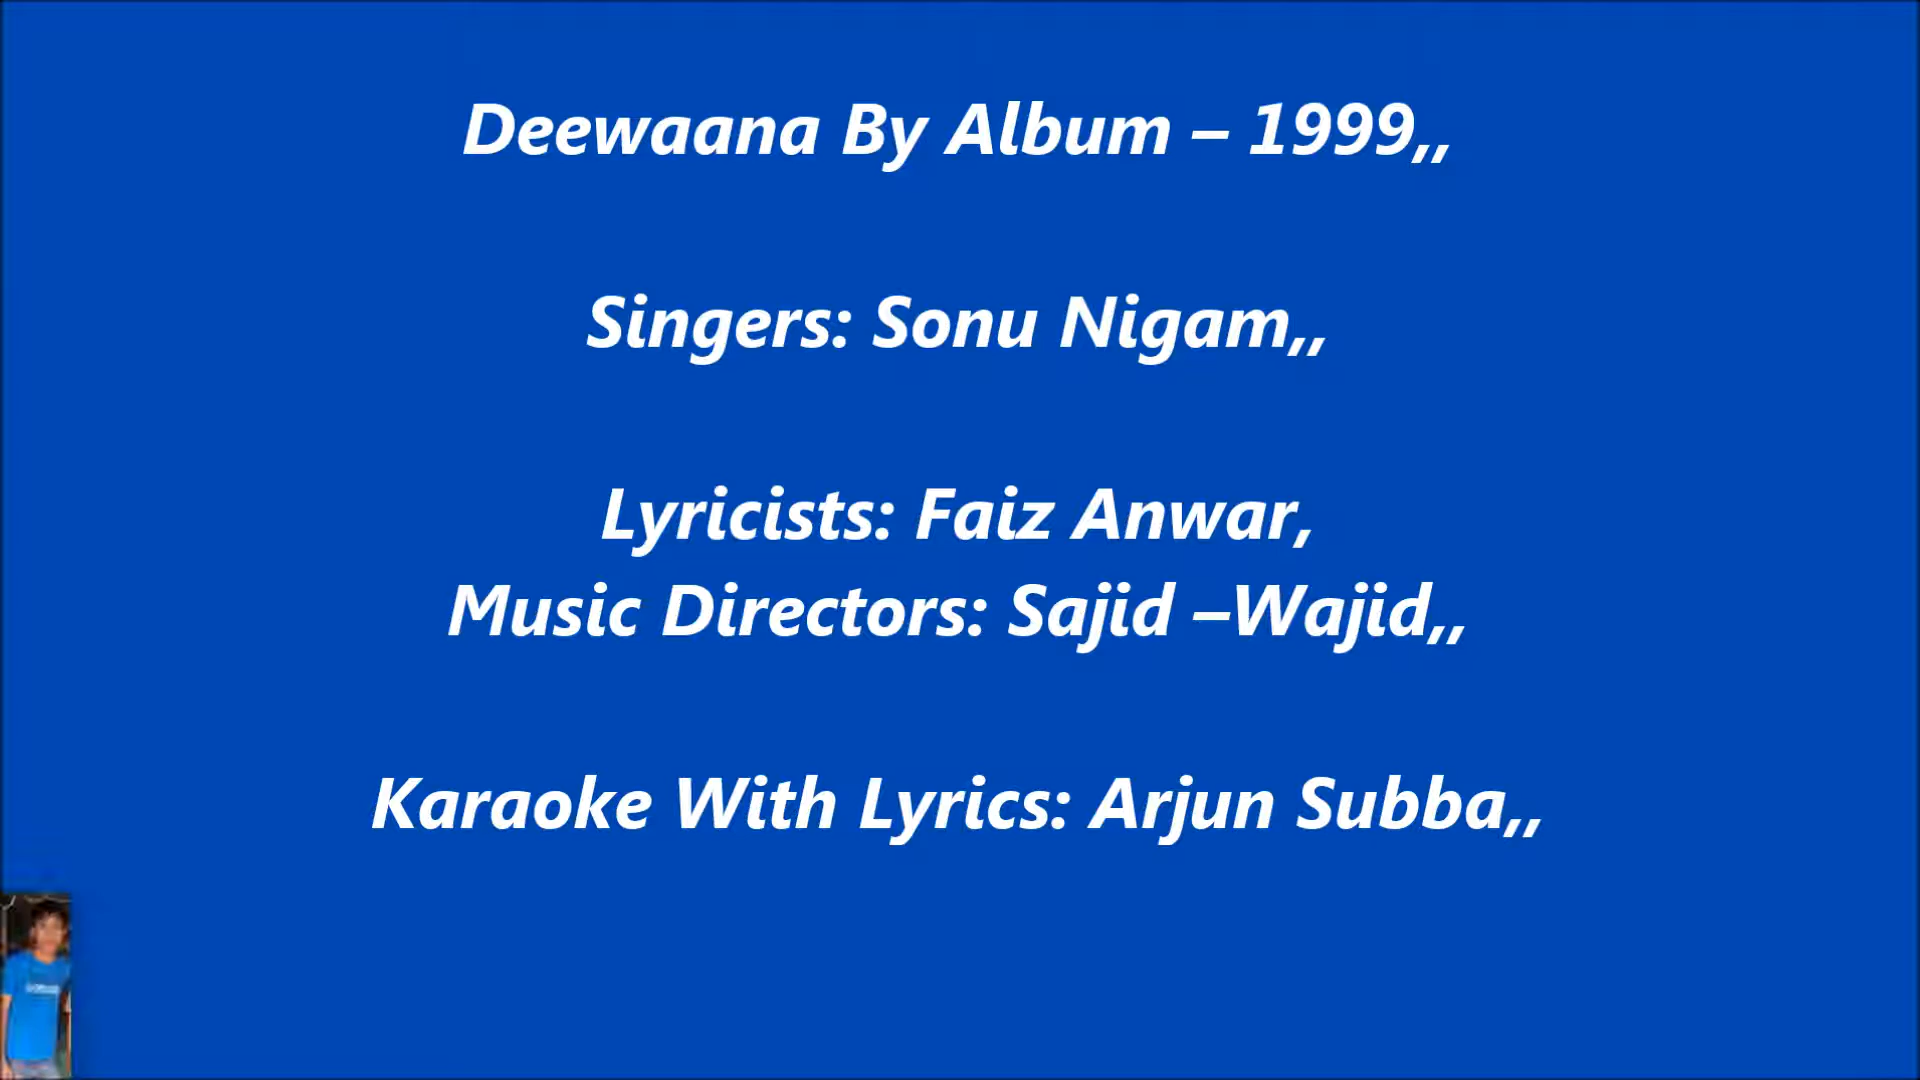 Deewaana By Album – 1999,,
Singers: Sonu Nigam,,
Lyricists: Faiz Anwar,
Music Directors: Sajid –Wajid,,
Karaoke With Lyrics: Arjun Subba,,